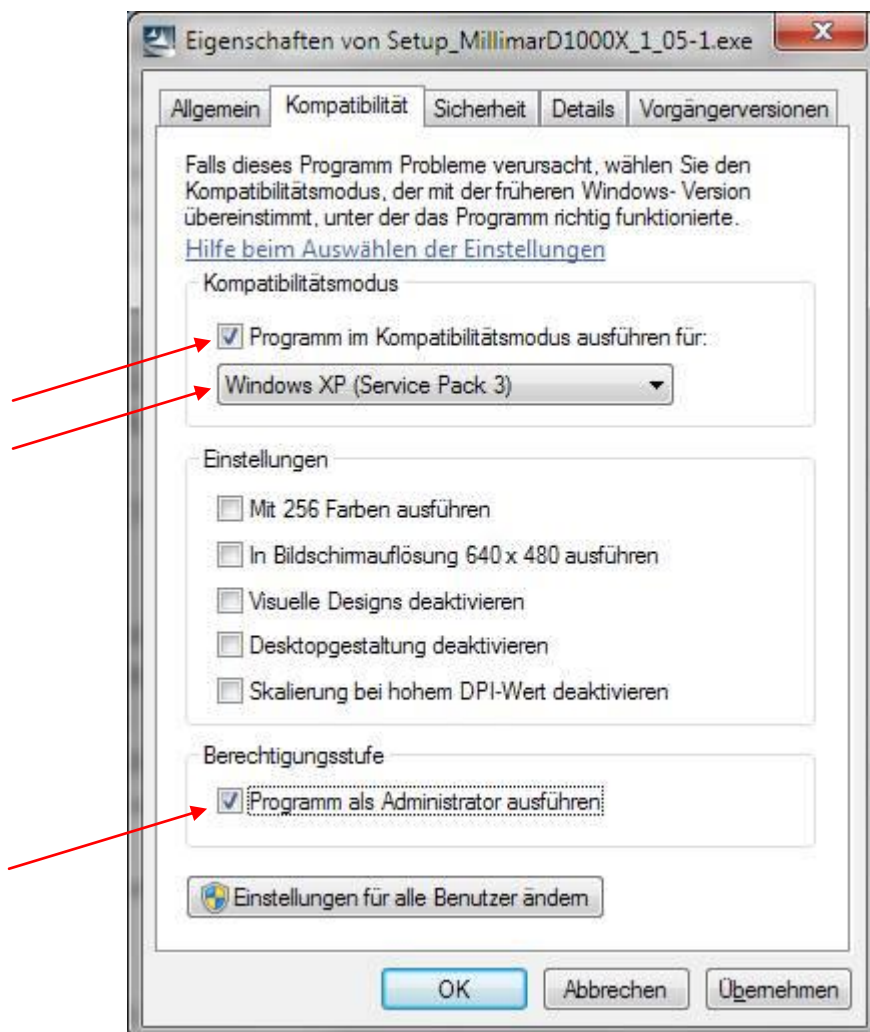 Eigenschaften von Setup_MillimarD1000X_1_05-1.exe
Allgemein Kompatibilität Sicherheit Details Vorgängerversionen
Falls dieses Programm Probleme verursacht, wählen Sie den
Kompatibilitätsmodus, der mit der früheren Windows- Version
übereinstimmt, unter der das Programm richtig funktionierte.
Hilfe beim Auswählen der Einstellungen
Kompatibilitätsmodus
Programm im Kompatibilitätsmodus ausführen für:
Windows XP (Service Pack 3)
Einstellungen
Mit 256 Farben ausführen
In Bildschirmauflösung 640 x 480 ausführen
Visuelle Designs deaktivieren
Desktopgestaltung deaktivieren
Skalierung bei hohem DPI-Wert deaktivieren
Berechtigungsstufe
Programm als Administrator ausführen
Einstellungen für alle Benutzer ändern
OK Abbrechen Übernehmen